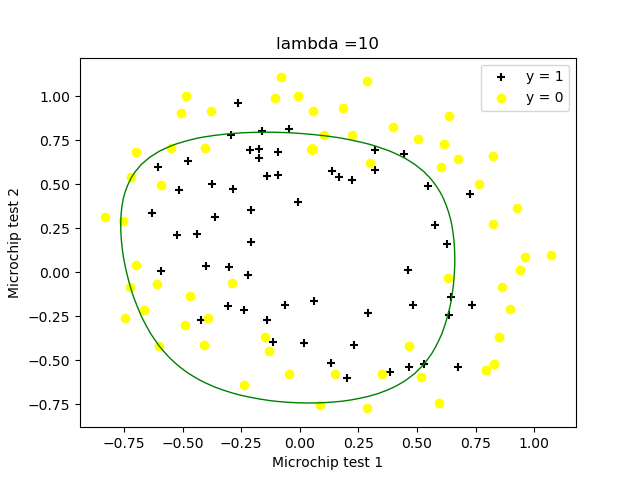 lambda =10
y = 1
y = 0
Microchip test 2
1.00
0.75
0.50
0.25
0.00
−0.25
−0.50
−0.75
−0.75 −0.50 −0.25 0.00 0.25 0.50 0.75 1.00
Microchip test 1